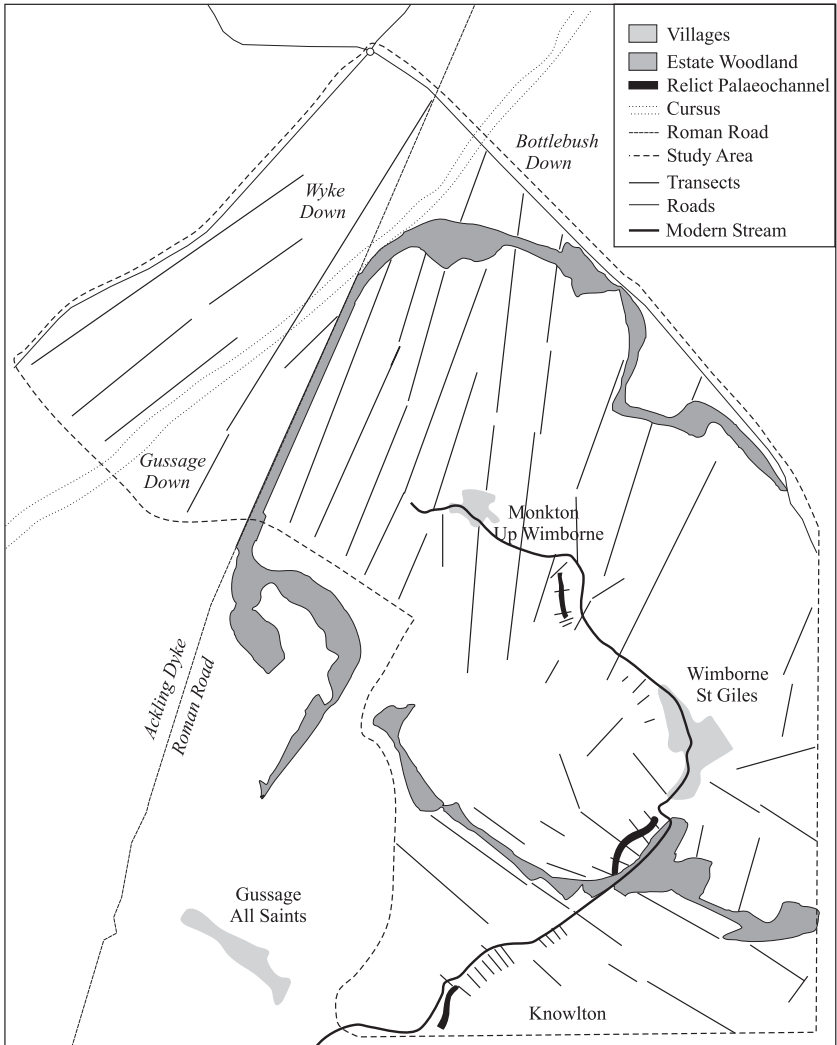 Villages
Estate Woodland
Relict Palaeochannel
Cursus
Roman Road
Study Area
Transects
Roads
Modern Stream
Bottlebush
Down
Wyke
Down
Gussage
Down
Monkton
Up Wimborne
Ackling Dyke
Roman Road
Wimborne
St Giles
Gussage
All Saints
Knowlton